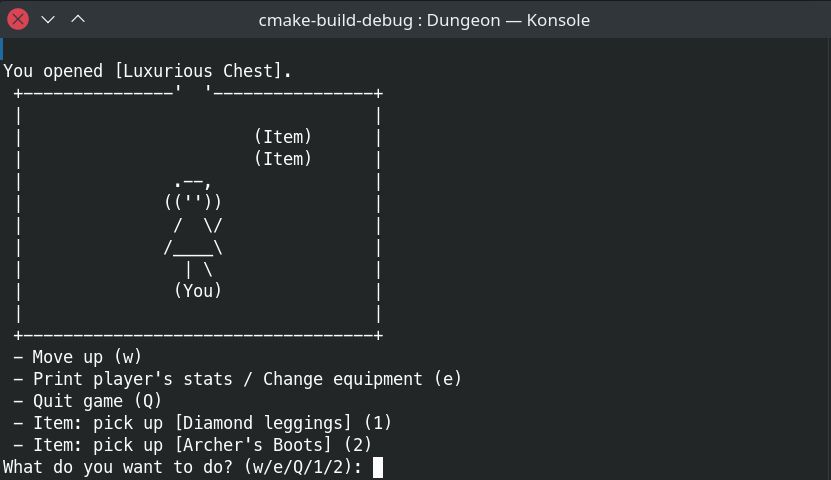 cmake-build-debug : Dungeon — Konsole
You opened [Luxurious Chest].
(Item)
(Item)
(You)
- Move up (w)
- Print player's stats / Change equipment (e)
- Quit game (Q)
- Item: pick up [Diamond leggings] (1)
- Item: pick up [Archer's Boots] (2)
What do you want to do? (w/e/Q/1/2):